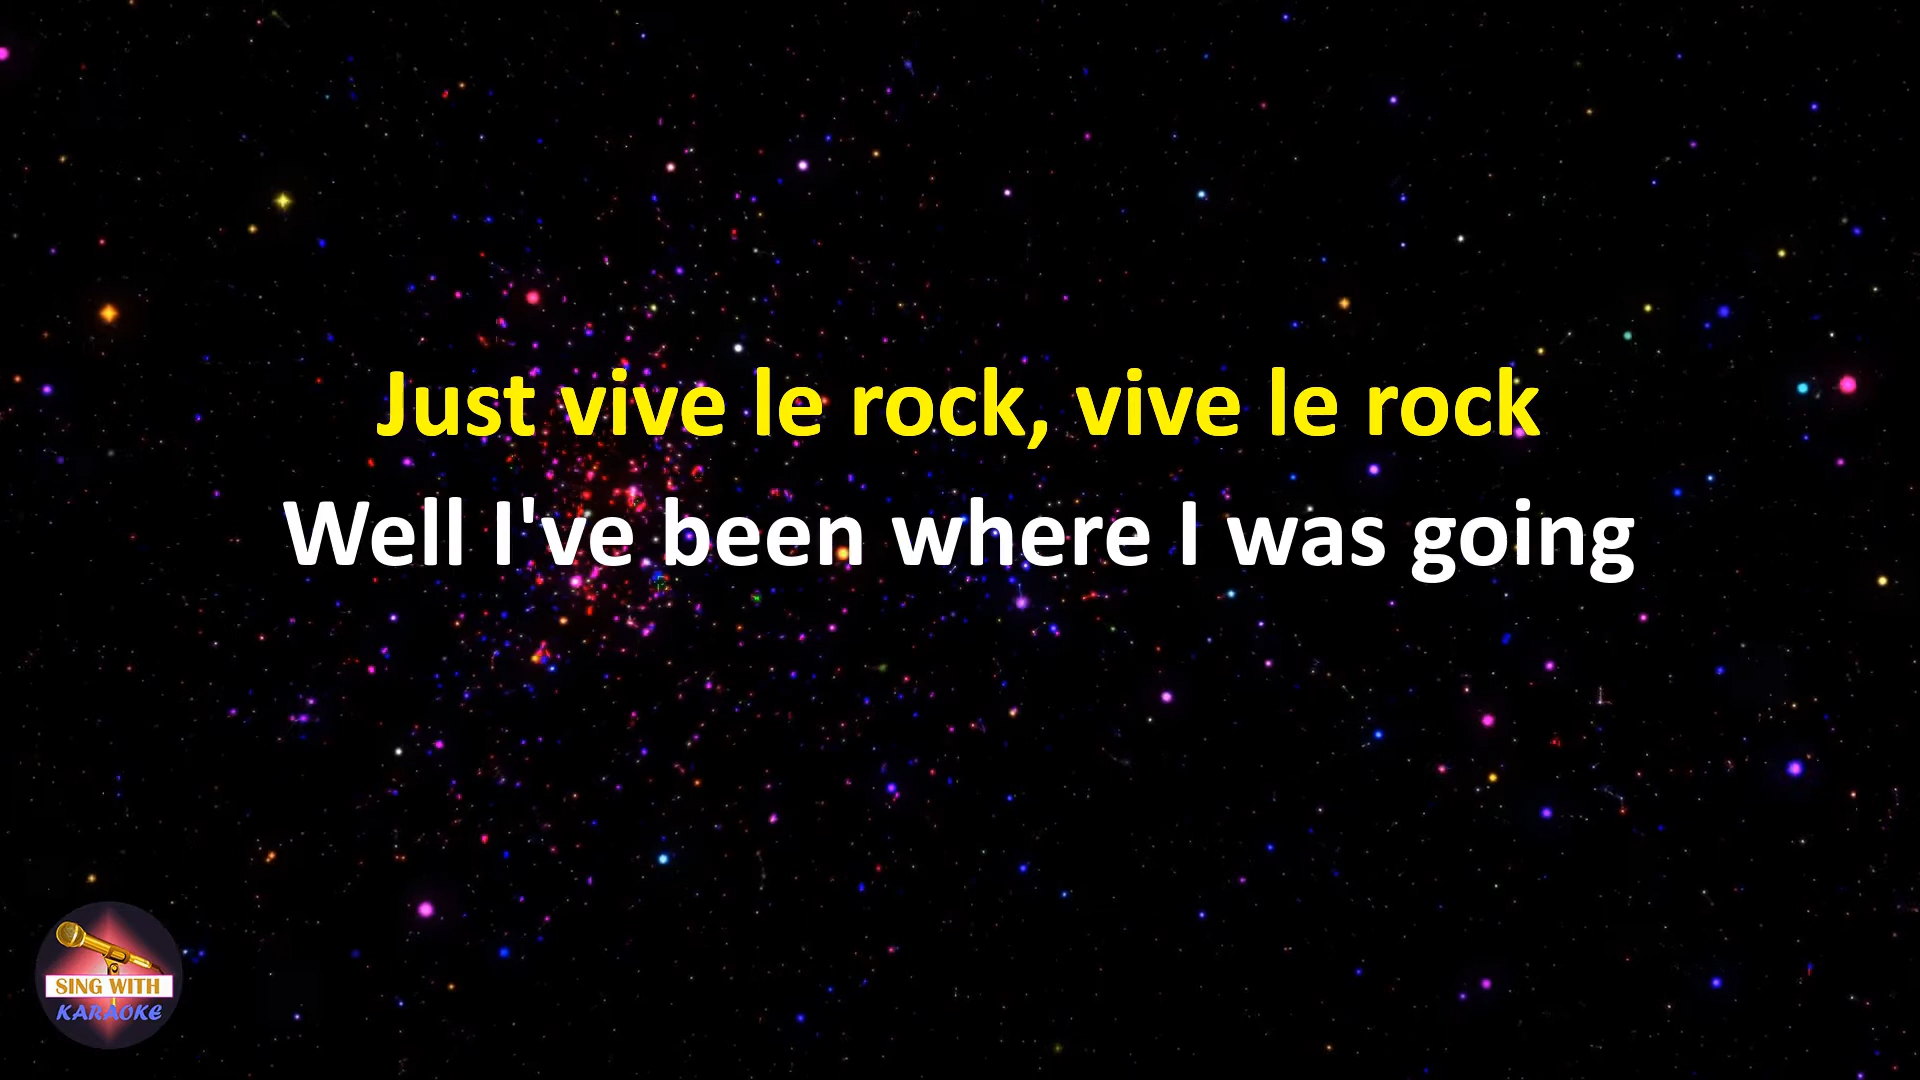 Just vive le rock, vive le rock
Well I've been where I was going
SING WITH
KARAOKE